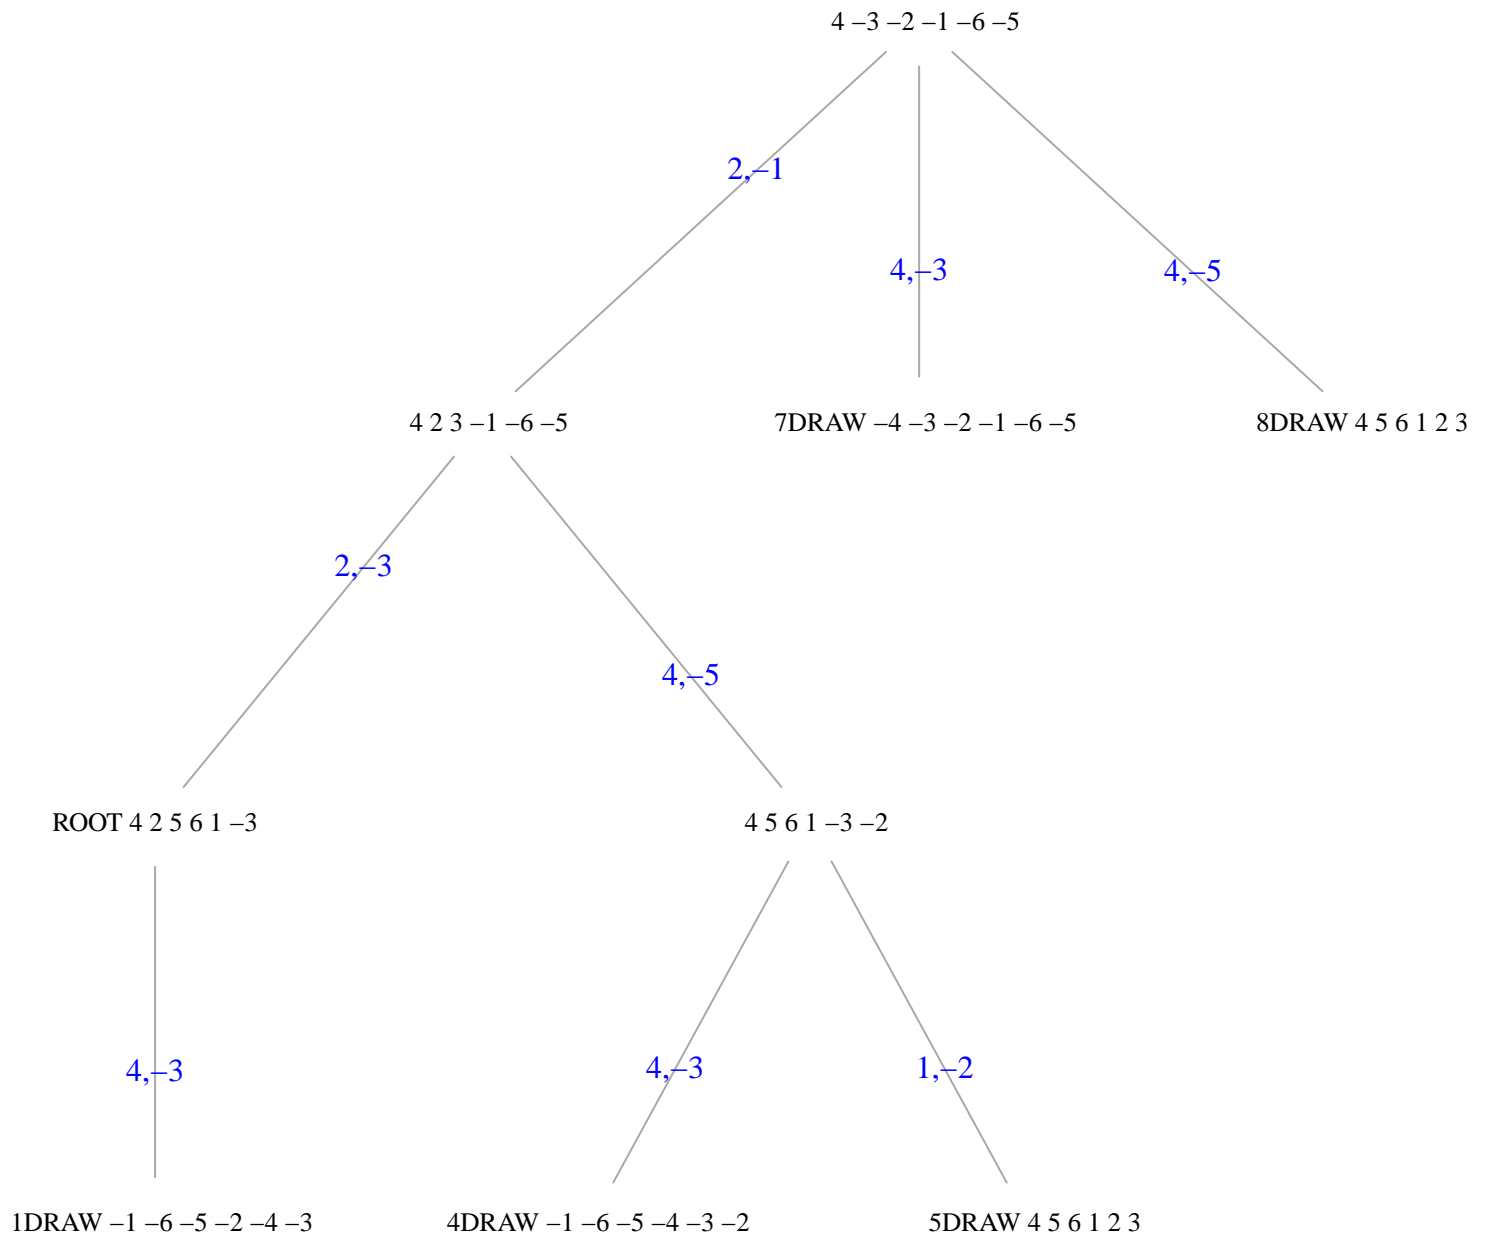 4 –3 –2 –1 –6 –5
2,–1
4,–3
4,–5
4 2 3 –1 –6 –5
7DRAW –4 –3 –2 –1 –6 –5
8DRAW 4 5 6 1 2 3
2,–3
4,–5
ROOT 4 2 5 6 1 –3
4 5 6 1 –3 –2
4,–3
4,–3
1,–2
1DRAW –1 –6 –5 –2 –4 –3
4DRAW –1 –6 –5 –4 –3 –2
5DRAW 4 5 6 1 2 3